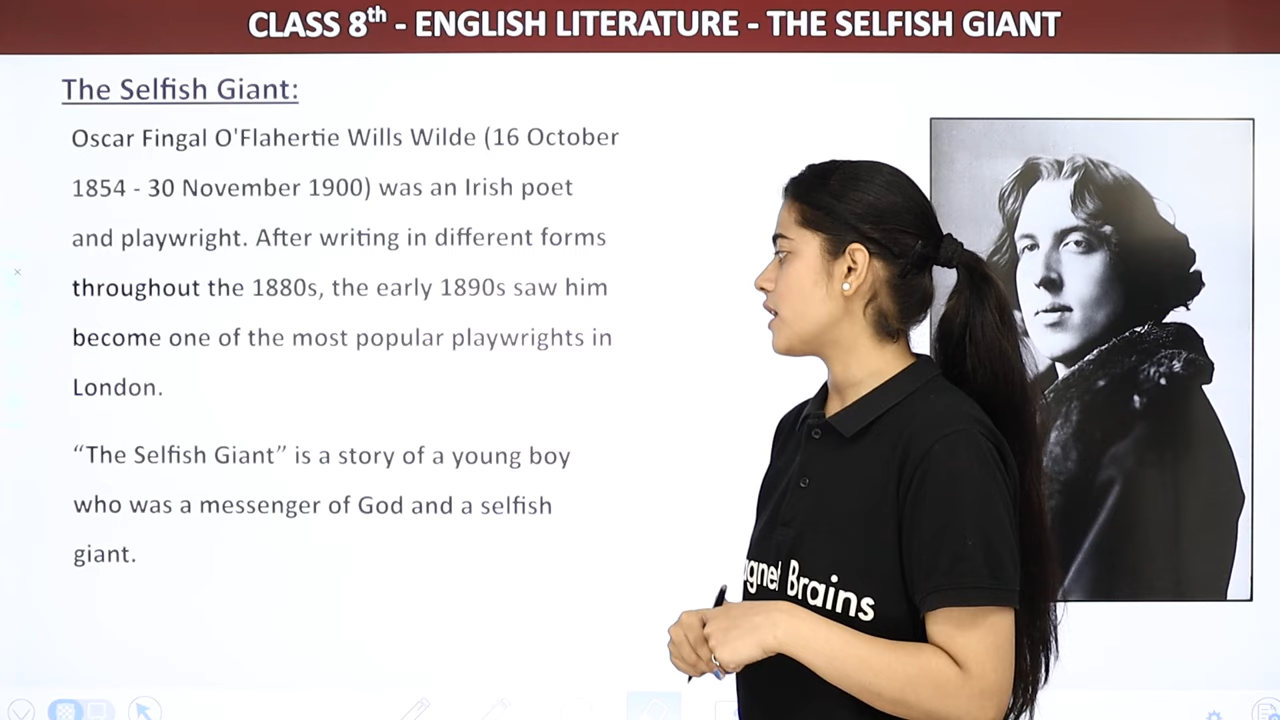 CLASS 8th - ENGLISH LITERATURE - THE SELFISH GIANT
The Selfish Giant:
Oscar Fingal O'Flahertie Wills Wilde (16 October
1854 - 30 November 1900) was an Irish poet
and playwright. After writing in different forms
throughout the 1880s, the early 1890s saw him
become one of the most popular playwrights in
London.
“The Selfish Giant” is a story of a young boy
who was a messenger of God and a selfish
giant.
Brains